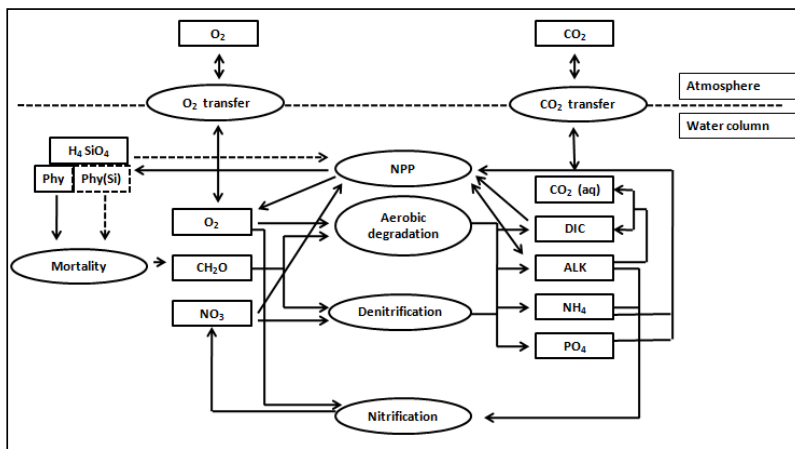 O2
CO2
O2 transfer
CO2 transfer
Atmosphere
Water column
H4 SiO4
Phy
Phy(Si)
NPP
CO2 (aq)
O2
Aerobic
degradation
DIC
Mortality
CH2O
ALK
NO3
Denitrification
NH4
PO4
Nitrification